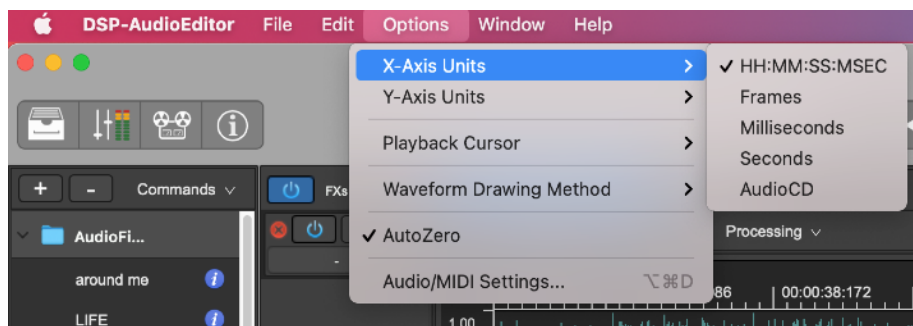 DSP-AudioEditor File Edit Options Window Help
X-Axis Units
Y-Axis Units
Playback Cursor
Waveform Drawing Method
✓ AutoZero
Audio/MIDI Settings... ⌥⌘D
✓ HH:MM:SS:MSEC
Frames
Milliseconds
Seconds
AudioCD
+ - Commands
FXs
AudioFi...
around me
LIFE
-
Processing
86 00:00:38:172
1.00